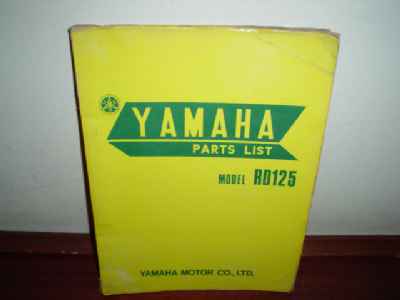 YAMAHA
PARTS LIST
MODEL RD125
YAMAHA MOTOR CO., LTD.